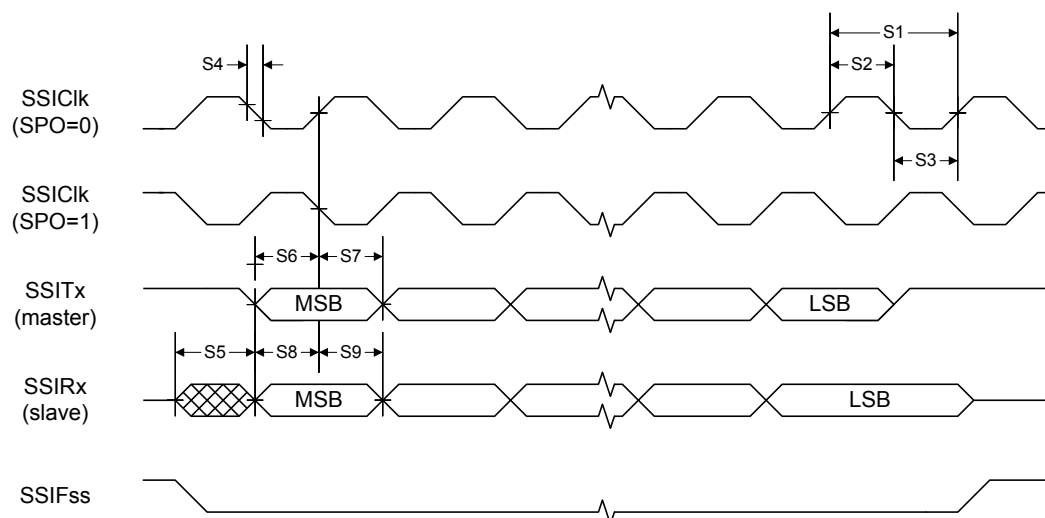 S1
S4
S2
SSIClk
(SPO=0)
S3
SSIClk
(SPO=1)
S6
S7
SSITx
(master)
MSB
LSB
S5
S8
S9
SSIRx
(slave)
MSB
LSB
SSIFss